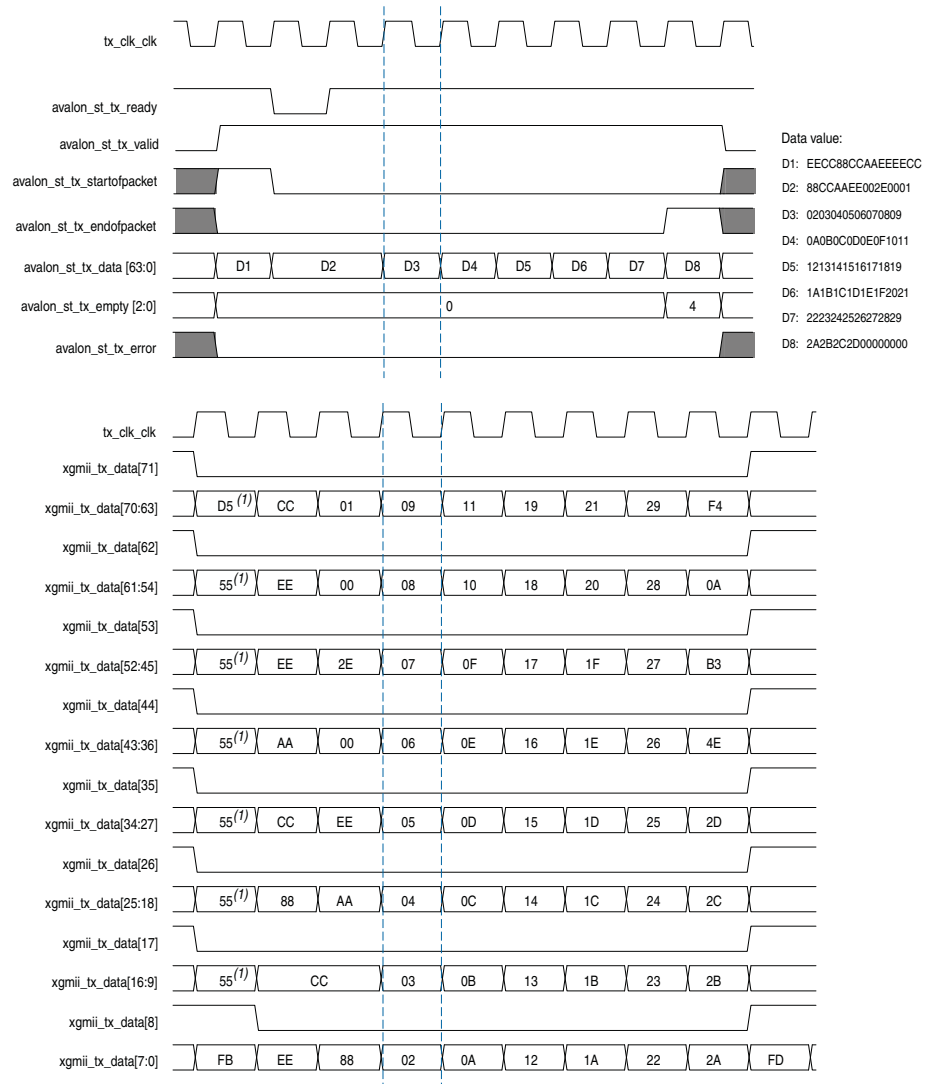 tx_clk_clk
avalon_st_tx_ready
avalon_st_tx_valid
avalon_st_tx_startofpacket
avalon_st_tx_endofpacket
avalon_st_tx_data [63:0] D1 D2 D3 D4 D5 D6 D7 D8
avalon_st_tx_empty [2:0] 0 4
avalon_st_tx_error
Data value:
D1: EECC88CCAAEEEECC
D2: 88CCAAEE002E0001
D3: 0203040506070809
D4: 0A0B0C0D0E0F1011
D5: 1213141516171819
D6: 1A1B1C1D1E1F2021
D7: 2223242526272829
D8: 2A2B2C2D00000000
tx_clk_clk
xgmii_tx_data[71]
xgmii_tx_data[70:63] D5 (1) CC 01 09 11 19 21 29 F4
xgmii_tx_data[62]
xgmii_tx_data[61:54] 55(1) EE 00 08 10 18 20 28 0A
xgmii_tx_data[53]
xgmii_tx_data[52:45] 55(1) EE 2E 07 0F 17 1F 27 B3
xgmii_tx_data[44]
xgmii_tx_data[43:36] 55(1) AA 00 06 0E 16 1E 26 4E
xgmii_tx_data[35]
xgmii_tx_data[34:27] 55(1) CC EE 05 0D 15 1D 25 2D
xgmii_tx_data[26]
xgmii_tx_data[25:18] 55(1) 88 AA 04 0C 14 1C 24 2C
xgmii_tx_data[17]
xgmii_tx_data[16:9] 55(1) CC 03 0B 13 1B 23 2B
xgmii_tx_data[8]
xgmii_tx_data[7:0] FB EE 88 02 0A 12 1A 22 2A FD